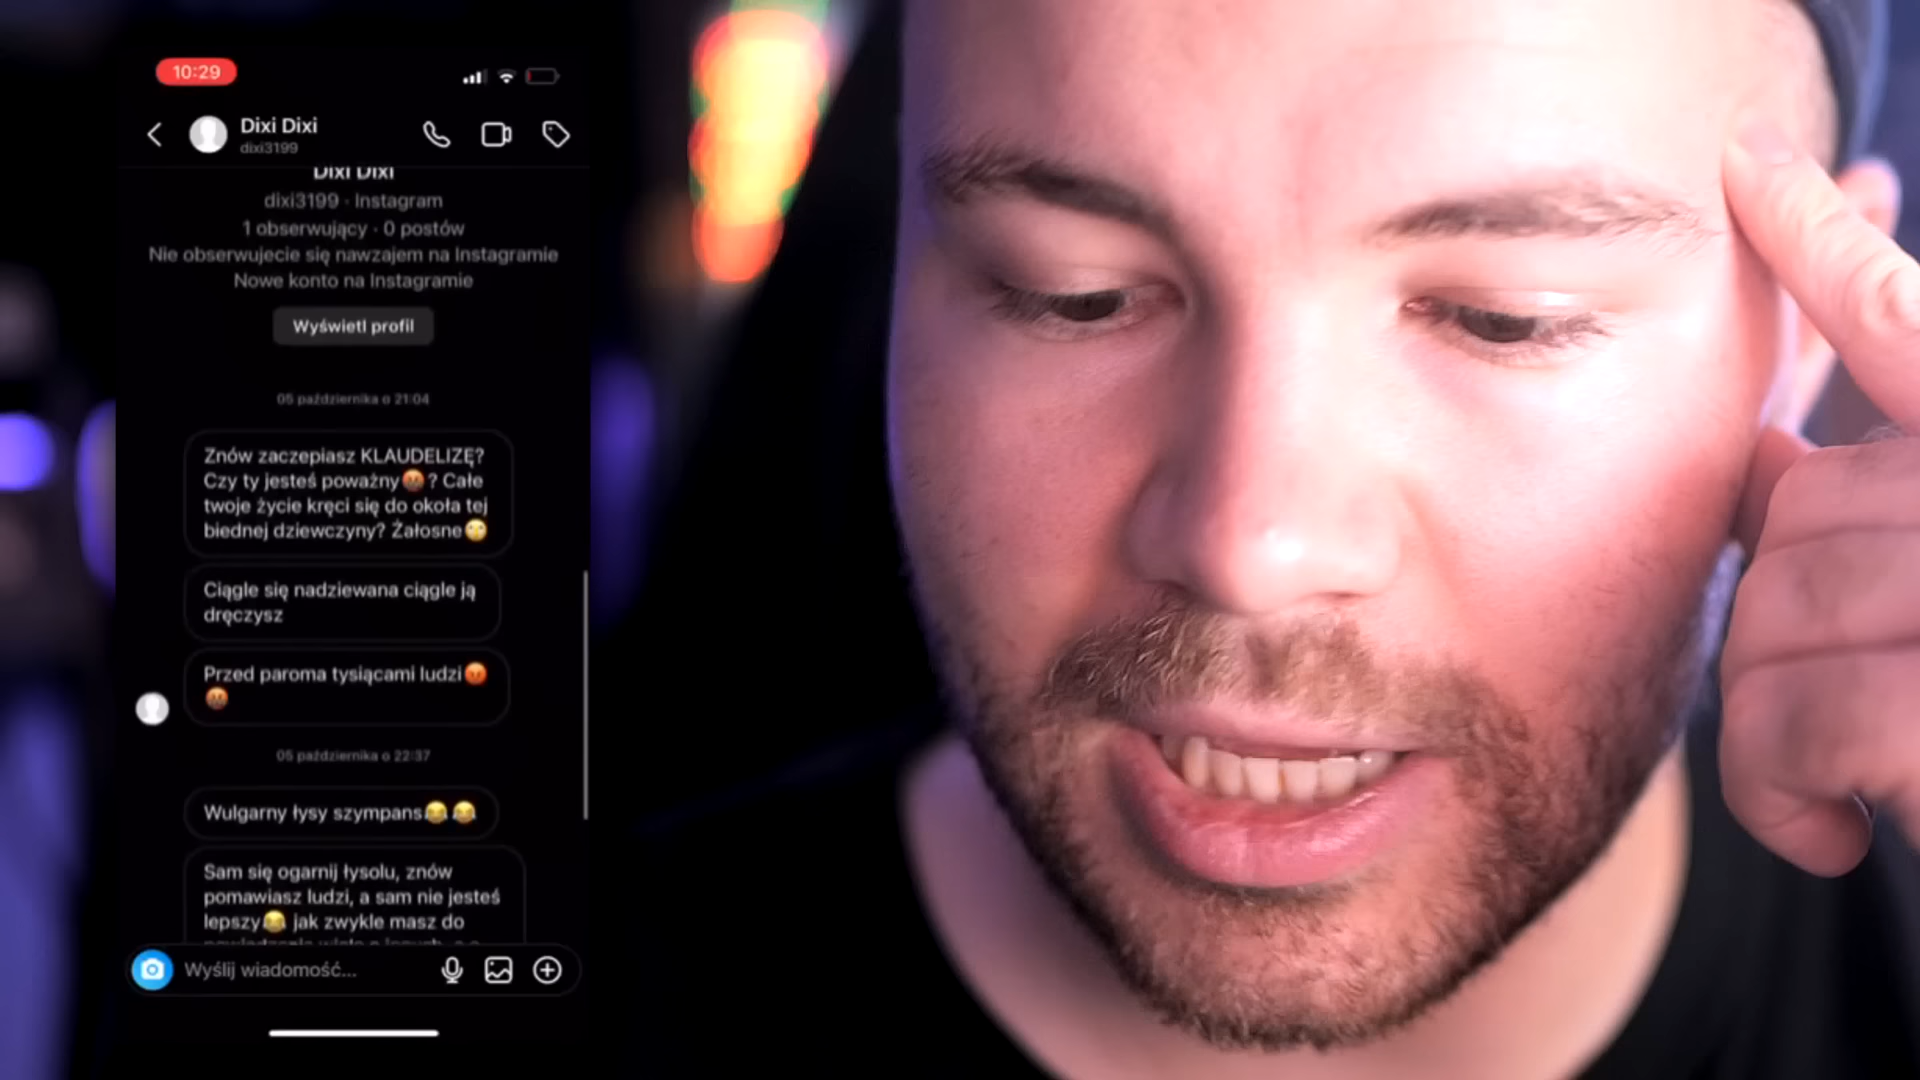 10:29
Dixi Dixi
dixi3199
Dixi Dixi
dixi3199 · Instagram
1 obserwujący · 0 postów
Nie obserwujecie się nawzajem na Instagramie
Nowe konto na Instagramie
Wyświetl profil
05 października o 21:04
Znów zaczepiasz KLAUDELIZĘ?
Czy ty jesteś poważny🤬? Całe
twoje życie kręci się do okoła tej
biednej dziewczyny? Żałosne🙄
Ciągle się nadziewana ciągle ją
dręczysz
Przed paroma tysiącami ludzi😡
🤬
05 października o 22:37
Wulgarny łysy szympans😂😂
Sam się ogarnij łysolu, znów
pomawiasz ludzi, a sam nie jesteś
lepszy😂 jak zwykle masz do
Wyślij wiadomość...